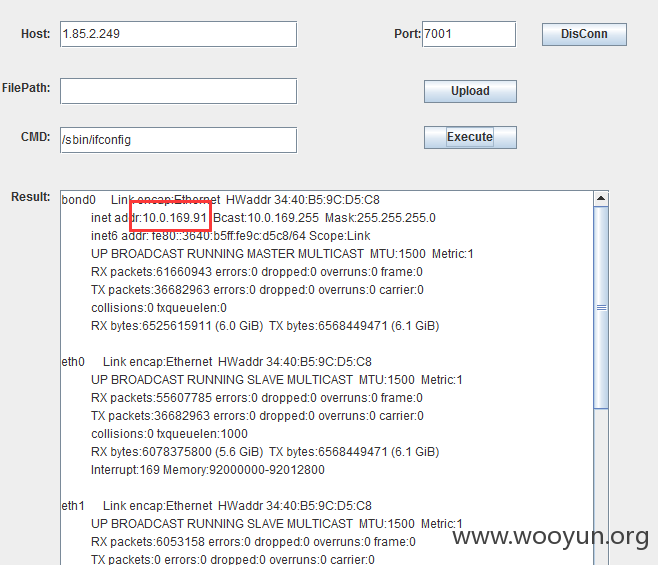 Host: 1.85.2.249 Port: 7001 DisConn
FilePath: Upload
CMD: /sbin/ifconfig Execute
Result:
bond0 Link encap:Ethernet HWaddr 34:40:B5:9C:D5:C8
inet addr:10.0.169.91 Bcast:10.0.169.255 Mask:255.255.255.0
inet6 addr: fe80::3640:b5ff:fe9c:d5c8/64 Scope:Link
UP BROADCAST RUNNING MASTER MULTICAST MTU:1500 Metric:1
RX packets:61660943 errors:0 dropped:0 overruns:0 frame:0
TX packets:36682963 errors:0 dropped:0 overruns:0 carrier:0
collisions:0 txqueuelen:0
RX bytes:6525615911 (6.0 GiB) TX bytes:6568449471 (6.1 GiB)
eth0 Link encap:Ethernet HWaddr 34:40:B5:9C:D5:C8
UP BROADCAST RUNNING SLAVE MULTICAST MTU:1500 Metric:1
RX packets:55607785 errors:0 dropped:0 overruns:0 frame:0
TX packets:36682963 errors:0 dropped:0 overruns:0 carrier:0
collisions:0 txqueuelen:1000
RX bytes:6078375800 (5.6 GiB) TX bytes:6568449471 (6.1 GiB)
Interrupt:169 Memory:92000000-92012800
eth1 Link encap:Ethernet HWaddr 34:40:B5:9C:D5:C8
UP BROADCAST RUNNING SLAVE MULTICAST MTU:1500 Metric:1
RX packets:6053158 errors:0 dropped:0 overruns:0 frame:0
TX packets:0 errors:0 dropped:0 overruns:0 carrier:0
www.wooyun.org